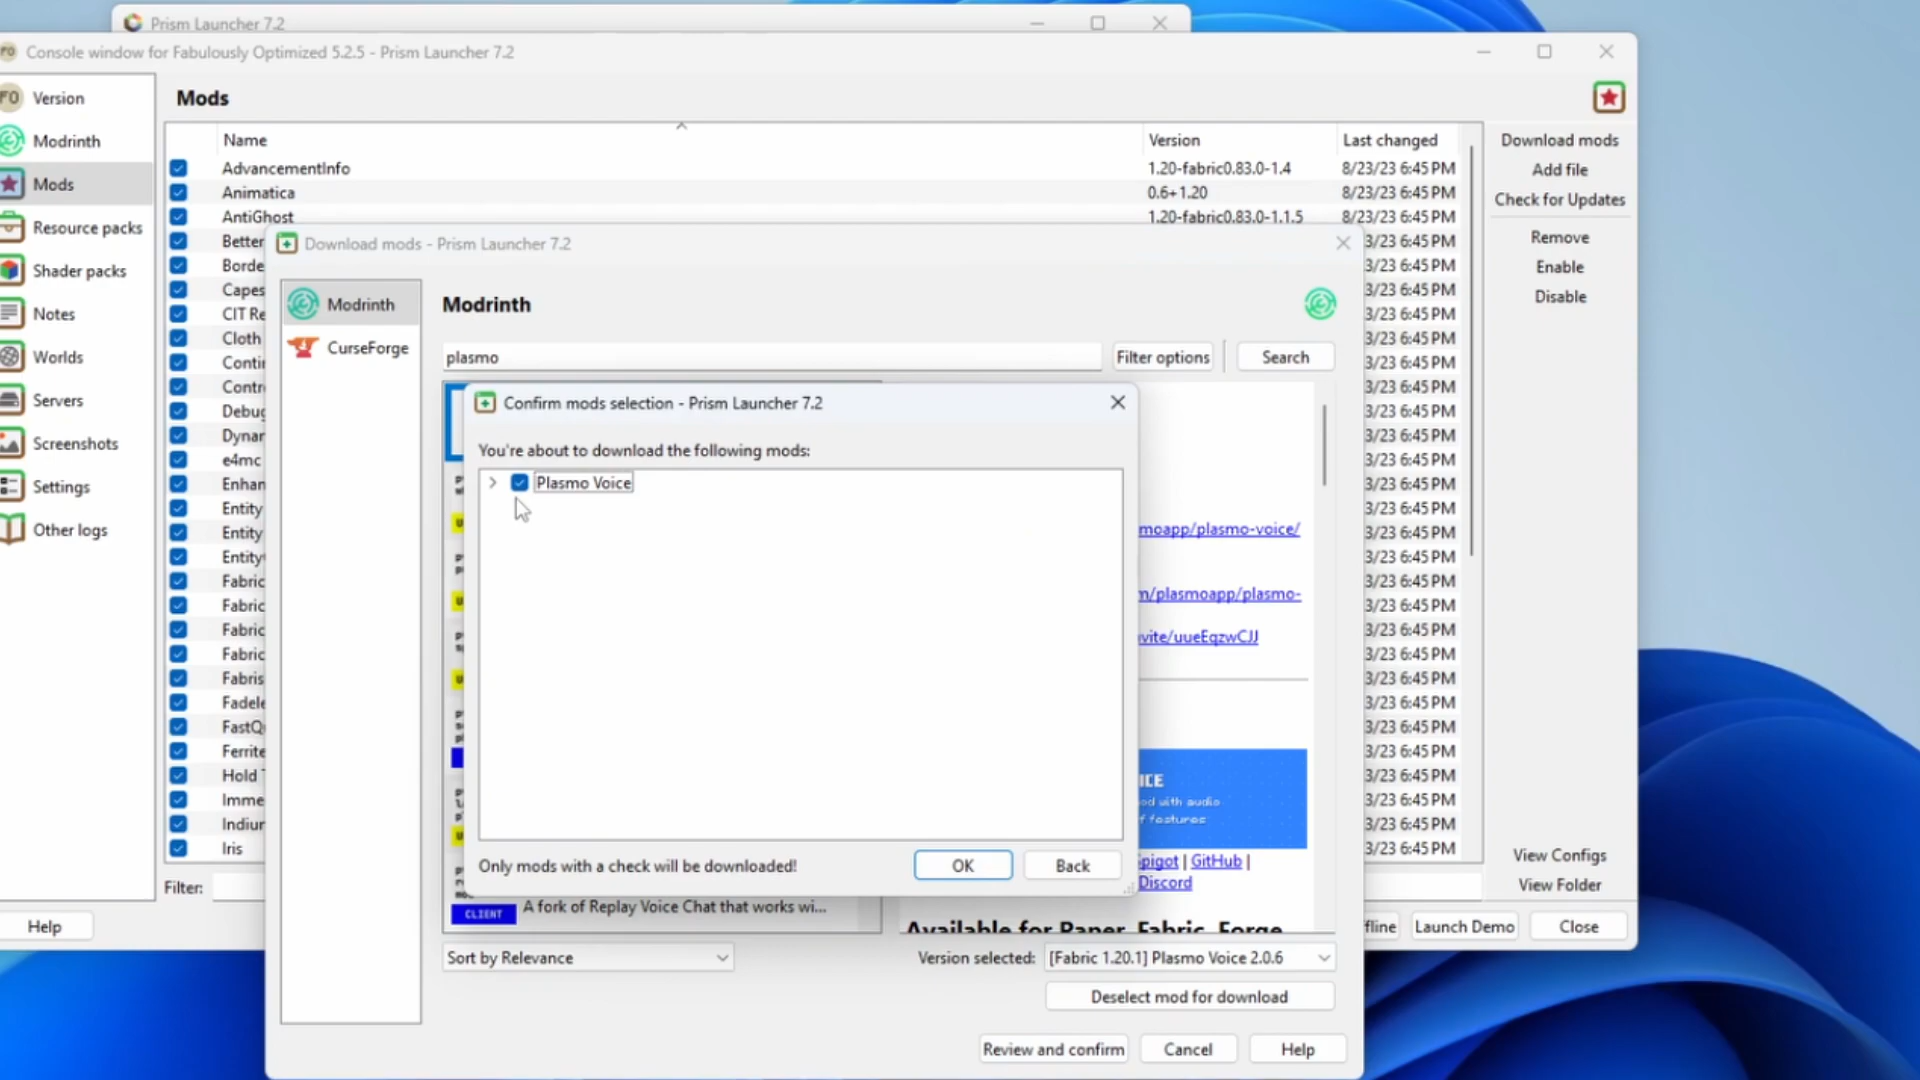 Prism Launcher 7.2
Console window for Fabulously Optimized 5.2.5 - Prism Launcher 7.2
FO Version
Modrinth
Mods
Resource packs
Shader packs
Notes
Worlds
Servers
Screenshots
Settings
Other logs
Help
Mods
Name Version Last changed
AdvancementInfo 1.20-fabric0.83.0-1.4 8/23/23 6:45 PM
Animatica 0.6+1.20 8/23/23 6:45 PM
AntiGhost 1.20-fabric0.83.0-1.1.5 8/23/23 6:45 PM
Better 3/23 6:45 PM
Borde 3/23 6:45 PM
Capes 3/23 6:45 PM
CIT Re 3/23 6:45 PM
Cloth 3/23 6:45 PM
Contin 3/23 6:45 PM
Contr 3/23 6:45 PM
Debug 3/23 6:45 PM
Dynar 3/23 6:45 PM
e4mc 3/23 6:45 PM
Enhan 3/23 6:45 PM
Entity 3/23 6:45 PM
Entity 3/23 6:45 PM
Entity 3/23 6:45 PM
Fabric 3/23 6:45 PM
Fabric 3/23 6:45 PM
Fabric 3/23 6:45 PM
Fabric 3/23 6:45 PM
Fabris 3/23 6:45 PM
Fadele 3/23 6:45 PM
FastQu 3/23 6:45 PM
Ferrite 3/23 6:45 PM
Hold 3/23 6:45 PM
Imme 3/23 6:45 PM
Indiur 3/23 6:45 PM
Iris 3/23 6:45 PM
Filter:
Download mods
Add file
Check for Updates
Remove
Enable
Disable
View Configs
View Folder
fline Launch Demo Close
Download mods - Prism Launcher 7.2
Modrinth
CurseForge
Modrinth
plasmo Filter options Search
moapp/plasmo-voice/
m/plasmoapp/plasmo-
vite/uueEqzwCJJ
ICE
od with audio
f features
pigot | GitHub |
Discord
Available for Paper, Fabric, Forge
CLIENT A fork of Replay Voice Chat that works wi...
Sort by Relevance Version selected: [Fabric 1.20.1] Plasmo Voice 2.0.6
Deselect mod for download
Review and confirm Cancel Help
Confirm mods selection - Prism Launcher 7.2
You're about to download the following mods:
Plasmo Voice
Only mods with a check will be downloaded! OK Back